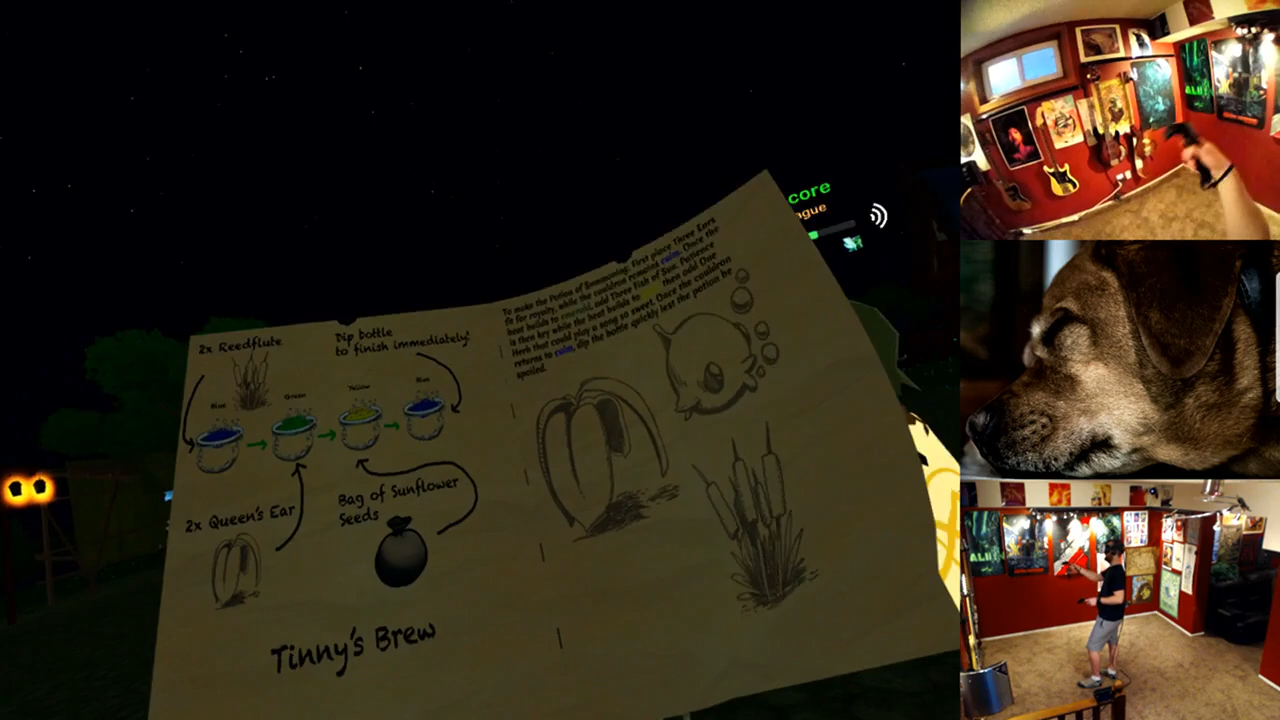 core
ague
2x Reedflute
Dip bottle
to finish immediately!
Blue
Green
Yellow
Blue
2x Queen's Ear
Bag of Sunflower
Seeds
Tinny's Brew
To make the Potion of Summoning: First place Three Ears
fit for royalty, while the cauldron remains calm. Once the
heat builds to emerald, add Three Fish of Sun. Patience
is then key while the heat builds to then add One
Herb that could play a song so sweet. Once the cauldron
returns to calm, dip the bottle quickly lest the potion be
spoiled.